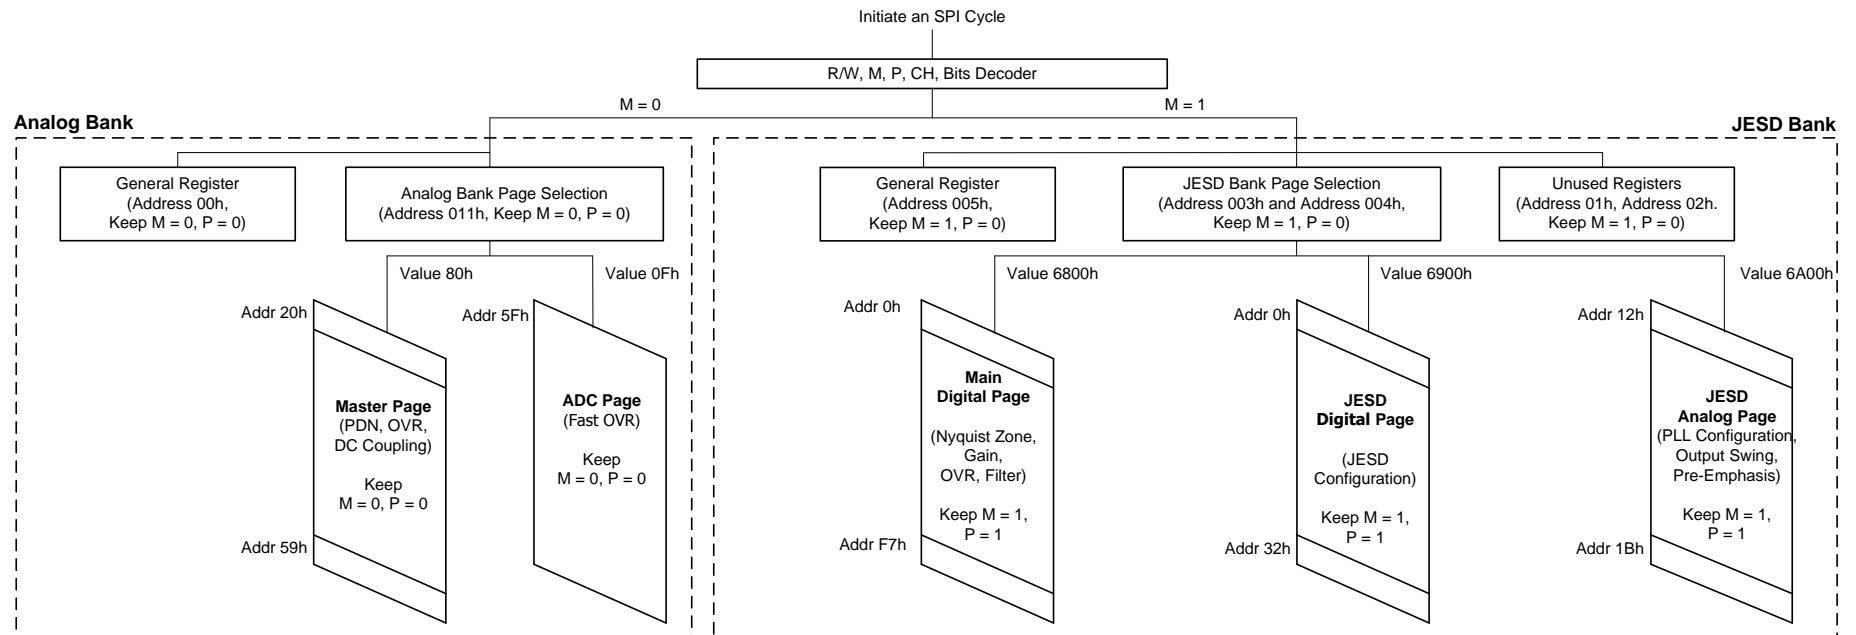 Initiate an SPI Cycle
R/W, M, P, CH, Bits Decoder
M = 0
M = 1
Analog Bank
JESD Bank
General Register
(Address 00h,
Keep M = 0, P = 0)
Analog Bank Page Selection
(Address 011h, Keep M = 0, P = 0)
General Register
(Address 005h,
Keep M = 1, P = 0)
JESD Bank Page Selection
(Address 003h and Address 004h,
Keep M = 1, P = 0)
Unused Registers
(Address 01h, Address 02h.
Keep M = 1, P = 0)
Value 80h
Value 0Fh
Value 6800h
Value 6900h
Value 6A00h
Addr 20h
Master Page
(PDN, OVR,
DC Coupling)
Keep
M = 0, P = 0
Addr 59h
Addr 5Fh
ADC Page
(Fast OVR)
Keep
M = 0, P = 0
Addr 0h
Main
Digital Page
(Nyquist Zone,
Gain,
OVR, Filter)
Keep M = 1,
P = 1
Addr F7h
Addr 0h
JESD
Digital Page
(JESD
Configuration)
Keep M = 1,
P = 1
Addr 32h
Addr 12h
JESD
Analog Page
(PLL Configuration,
Output Swing,
Pre-Emphasis)
Keep M = 1,
P = 1
Addr 1Bh